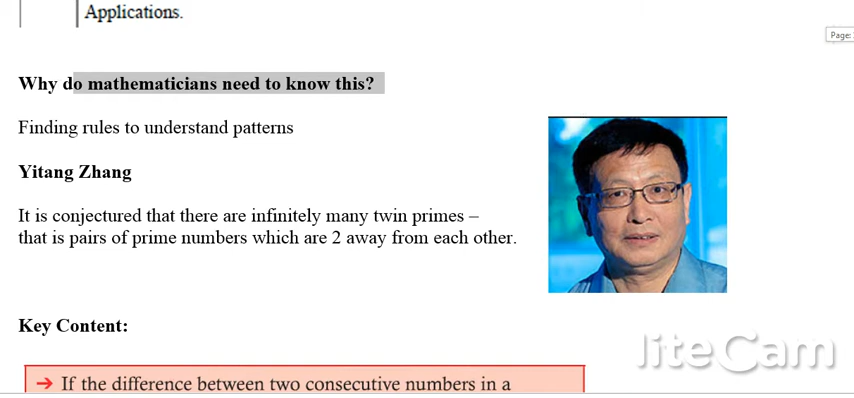 Applications.
Page:
Why do mathematicians need to know this?
Finding rules to understand patterns
Yitang Zhang
It is conjectured that there are infinitely many twin primes –
that is pairs of prime numbers which are 2 away from each other.
Key Content:
liteCam
→ If the difference between two consecutive numbers in a